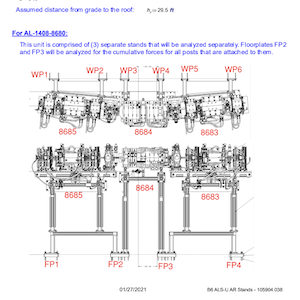 Assumed distance from grade to the roof: hr = 29.5 ft
For AL-1408-8680:
This unit is comprised of (3) separate stands that will be analyzed separately. Floorplates FP2
and FP3 will be analyzed for the cumulative forces for all posts that are attached to them.
WP1 WP2 WP3 WP4 WP5 WP6
8685 8684 8683
8685 8684 8683
FP1 FP2 FP3 FP4
01/27/2021 B8 ALS-U AR Stands - 105904.038